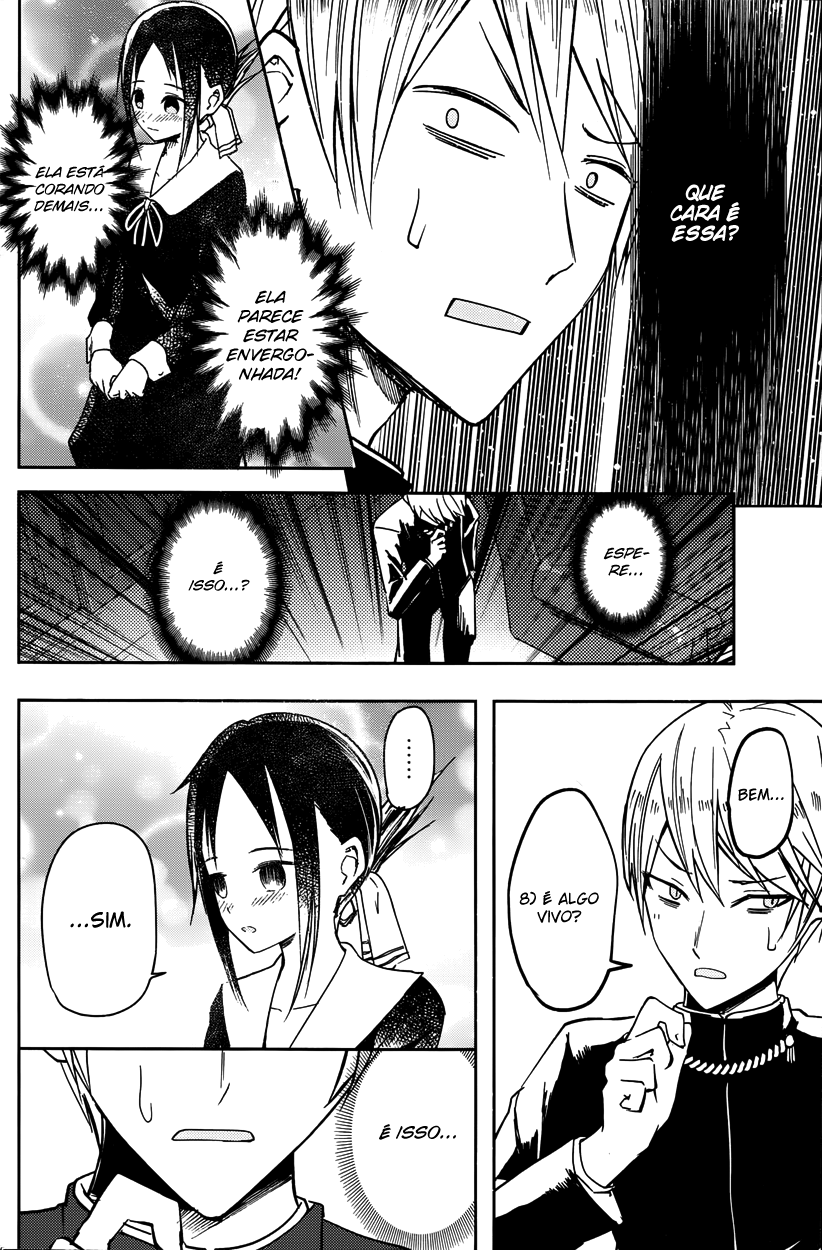 QUE
CARA É
ESSA?
ELA
PARECE
ESTAR
ENVERGO-
NHADA!
ELA ESTÁ
CORANDO
DEMAIS...
ESPE-
RE...
É
ISSO...?
BEM...
8) É ALGO
VIVO?
......
...SIM.
É ISSO...